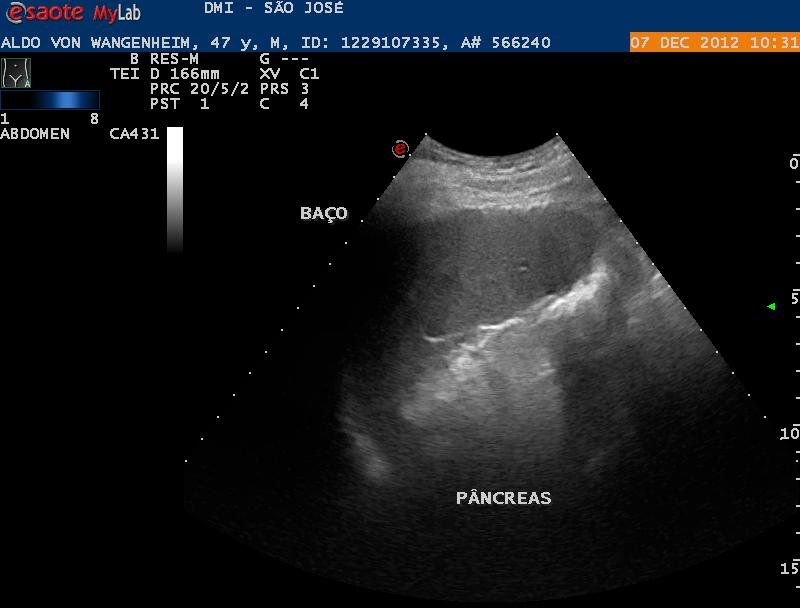 esaote MyLab
DMI - SÃO JOSÉ
ALDO VON WANGENHEIM, 47 y, M, ID: 1229107335, A# 566240
07 DEC 2012 10:31
B RES-M G ---
TEI D 166mm XV C1
PRC 20/5/2 PRS 3
PST 1 C 4
A
1 8
ABDOMEN CA431
e
0
BAÇO
5
10
PÂNCREAS
15